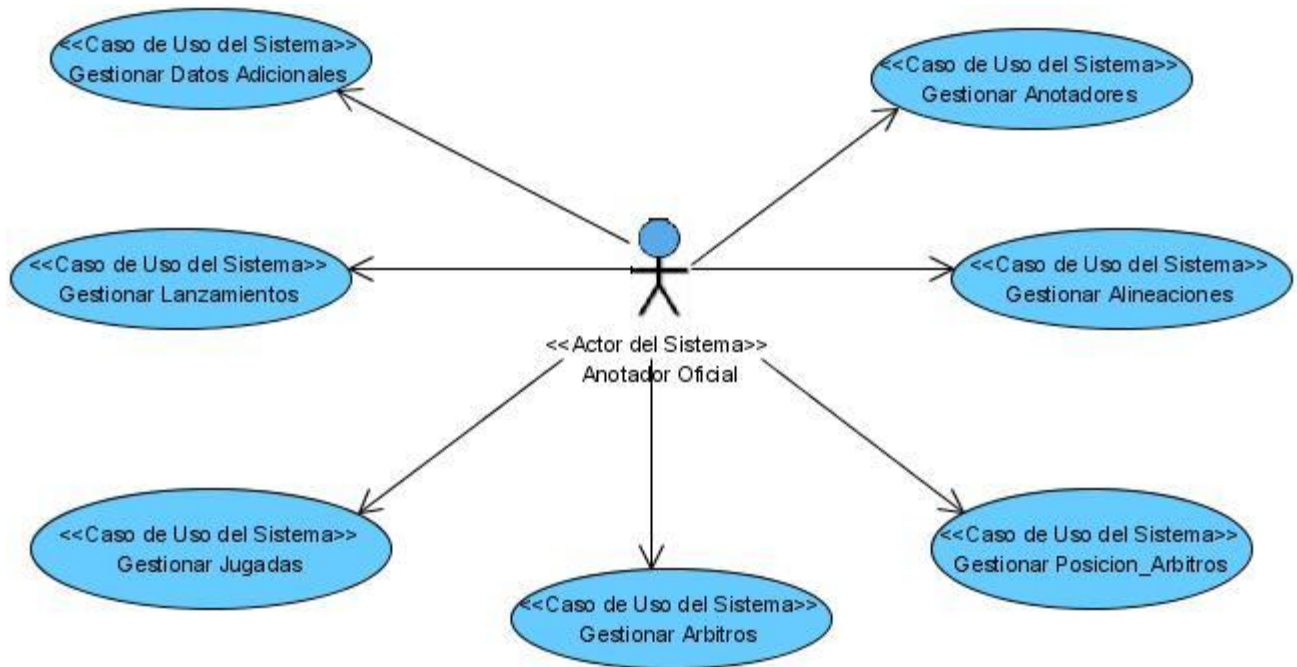 <<Caso de Uso del Sistema>>
Gestionar Datos Adicionales
<<Caso de Uso del Sistema>>
Gestionar Anotadores
<<Caso de Uso del Sistema>>
Gestionar Lanzamientos
<<Caso de Uso del Sistema>>
Gestionar Alineaciones
<<Actor del Sistema>>
Anotador Oficial
<<Caso de Uso del Sistema>>
Gestionar Jugadas
<<Caso de Uso del Sistema>>
Gestionar Posicion_Arbitros
<<Caso de Uso del Sistema>>
Gestionar Arbitros